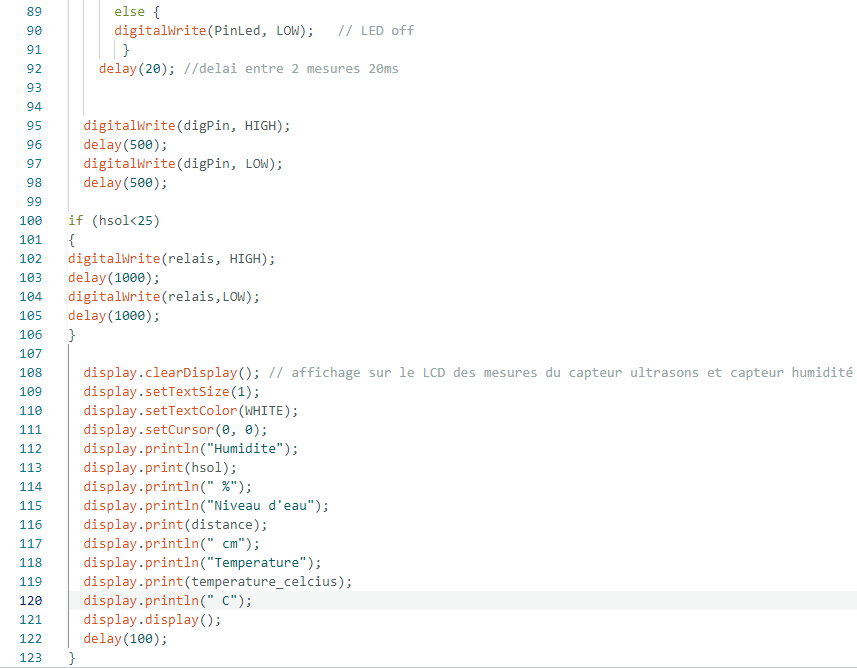 89 else {
90 digitalWrite(PinLed, LOW); // LED off
91 }
92 delay(20); //delai entre 2 mesures 20ms
93
94
95 digitalWrite(digPin, HIGH);
96 delay(500);
97 digitalWrite(digPin, LOW);
98 delay(500);
99
100 if (hsol<25)
101 {
102 digitalWrite(relais, HIGH);
103 delay(1000);
104 digitalWrite(relais,LOW);
105 delay(1000);
106 }
107
108 display.clearDisplay(); // affichage sur le LCD des mesures du capteur ultrasons et capteur humidité
109 display.setTextSize(1);
110 display.setTextColor(WHITE);
111 display.setCursor(0, 0);
112 display.println("Humidite");
113 display.print(hsol);
114 display.println(" %");
115 display.println("Niveau d'eau");
116 display.print(distance);
117 display.println(" cm");
118 display.println("Temperature");
119 display.print(temperature_celcius);
120 display.println(" C");
121 display.display();
122 delay(100);
123 }